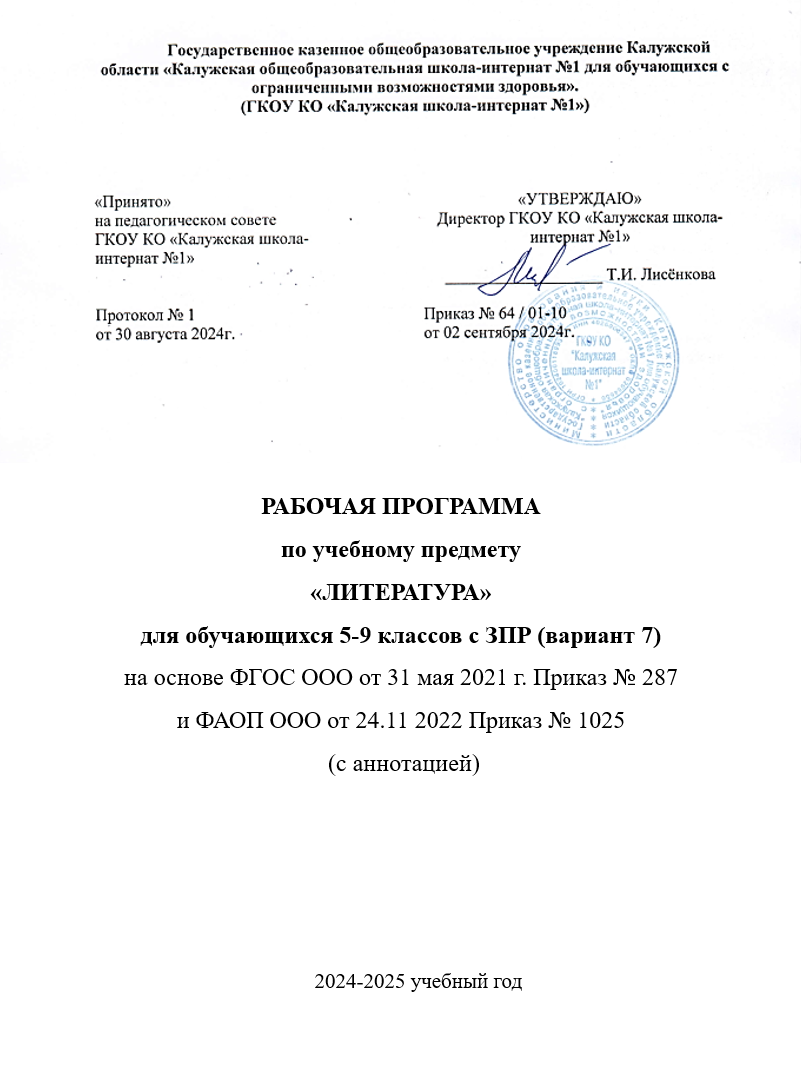 Государственное казенное общеобразовательное учреждение Калужской
области «Калужская общеобразовательная школа-интернат №1 для обучающихся с
ограниченными возможностями здоровья».
(ГКОУ КО «Калужская школа-интернат №1»)
«Принято»
на педагогическом совете
ГКОУ КО «Калужская школа-
интернат №1»
Протокол № 1
от 30 августа 2024г.
«УТВЕРЖДАЮ»
Директор ГКОУ КО «Калужская школа-
интернат №1»
Т.И. Лисёнкова
Приказ № 64 / 01-10
от 02 сентября 2024г.
ГКОУ КО
"Калужская
школа-интернат
№1"
РАБОЧАЯ ПРОГРАММА
по учебному предмету
«ЛИТЕРАТУРА»
для обучающихся 5-9 классов с ЗПР (вариант 7)
на основе ФГОС ООО от 31 мая 2021 г. Приказ № 287
и ФАОП ООО от 24.11 2022 Приказ № 1025
(с аннотацией)
2024-2025 учебный год